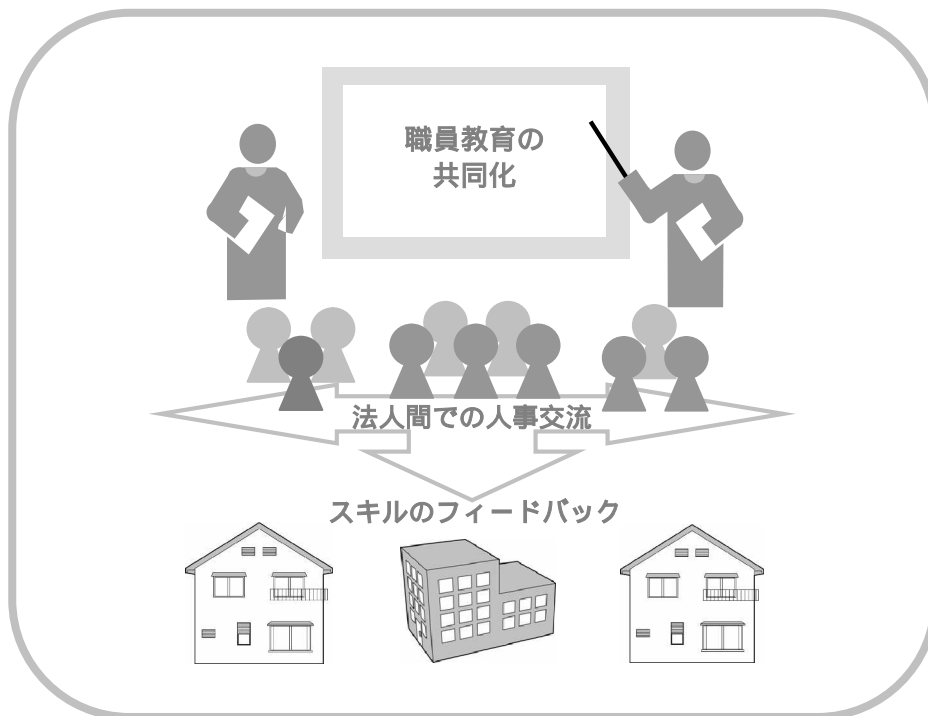 職員教育の
共同化
法人間での人事交流
スキルのフィードバック